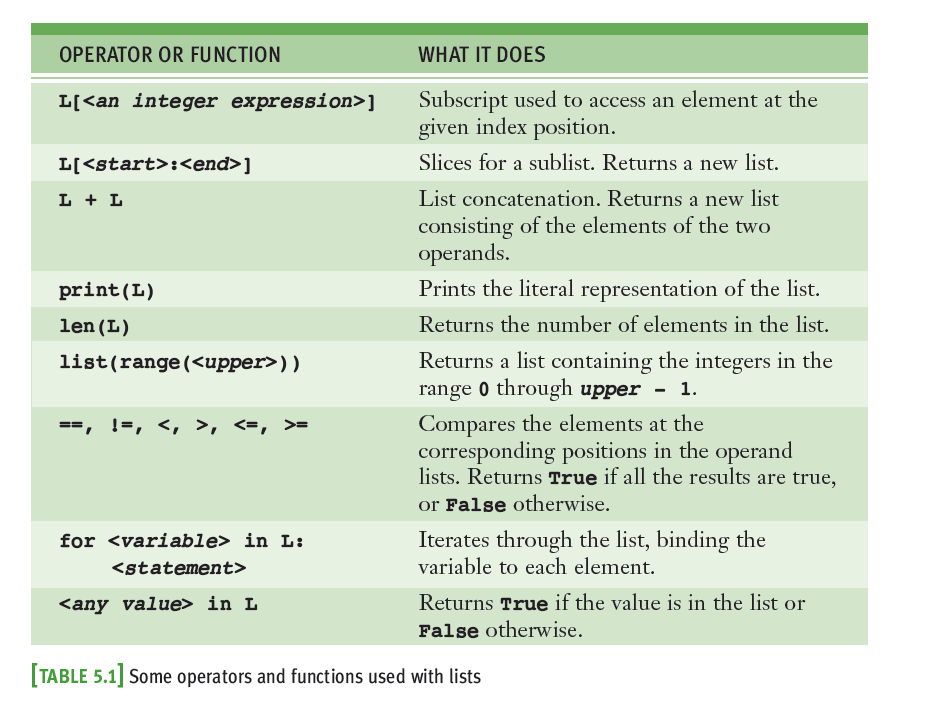 OPERATOR OR FUNCTION WHAT IT DOES
L[<an integer expression>] Subscript used to access an element at the
given index position.
L[<start>:<end>] Slices for a sublist. Returns a new list.
L + L List concatenation. Returns a new list
consisting of the elements of the two
operands.
print(L) Prints the literal representation of the list.
len(L) Returns the number of elements in the list.
list(range(<upper>)) Returns a list containing the integers in the
range 0 through upper – 1.
==, !=, <, >, <=, >= Compares the elements at the
corresponding positions in the operand
lists. Returns True if all the results are true,
or False otherwise.
for <variable> in L: Iterates through the list, binding the
<statement> variable to each element.
<any value> in L Returns True if the value is in the list or
False otherwise.
[TABLE 5.1] Some operators and functions used with lists